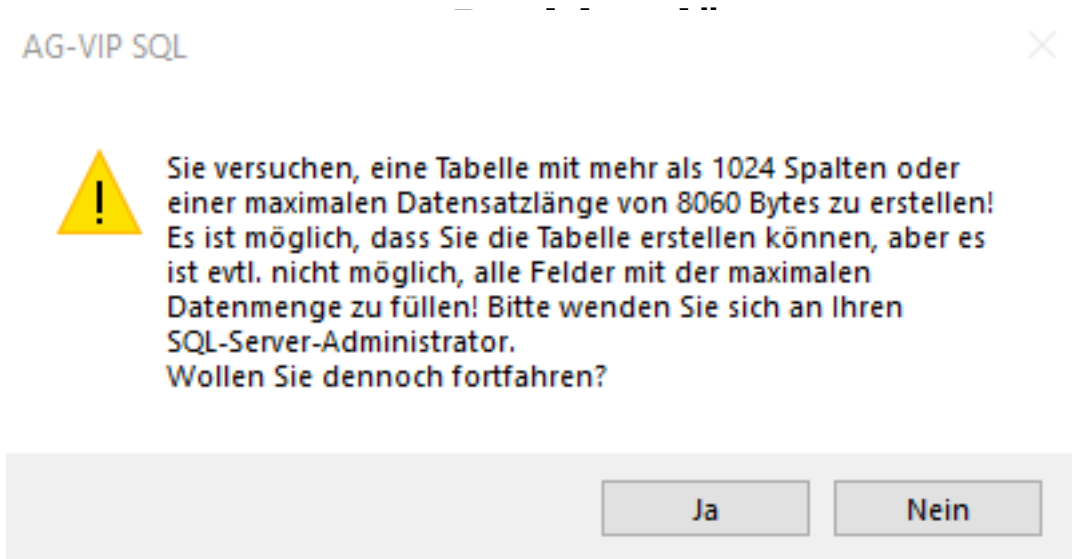 AG-VIP SQL
Sie versuchen, eine Tabelle mit mehr als 1024 Spalten oder
einer maximalen Datensatzlänge von 8060 Bytes zu erstellen!
Es ist möglich, dass Sie die Tabelle erstellen können, aber es
ist evtl. nicht möglich, alle Felder mit der maximalen
Datenmenge zu füllen! Bitte wenden Sie sich an Ihren
SQL-Server-Administrator.
Wollen Sie dennoch fortfahren?
Ja
Nein